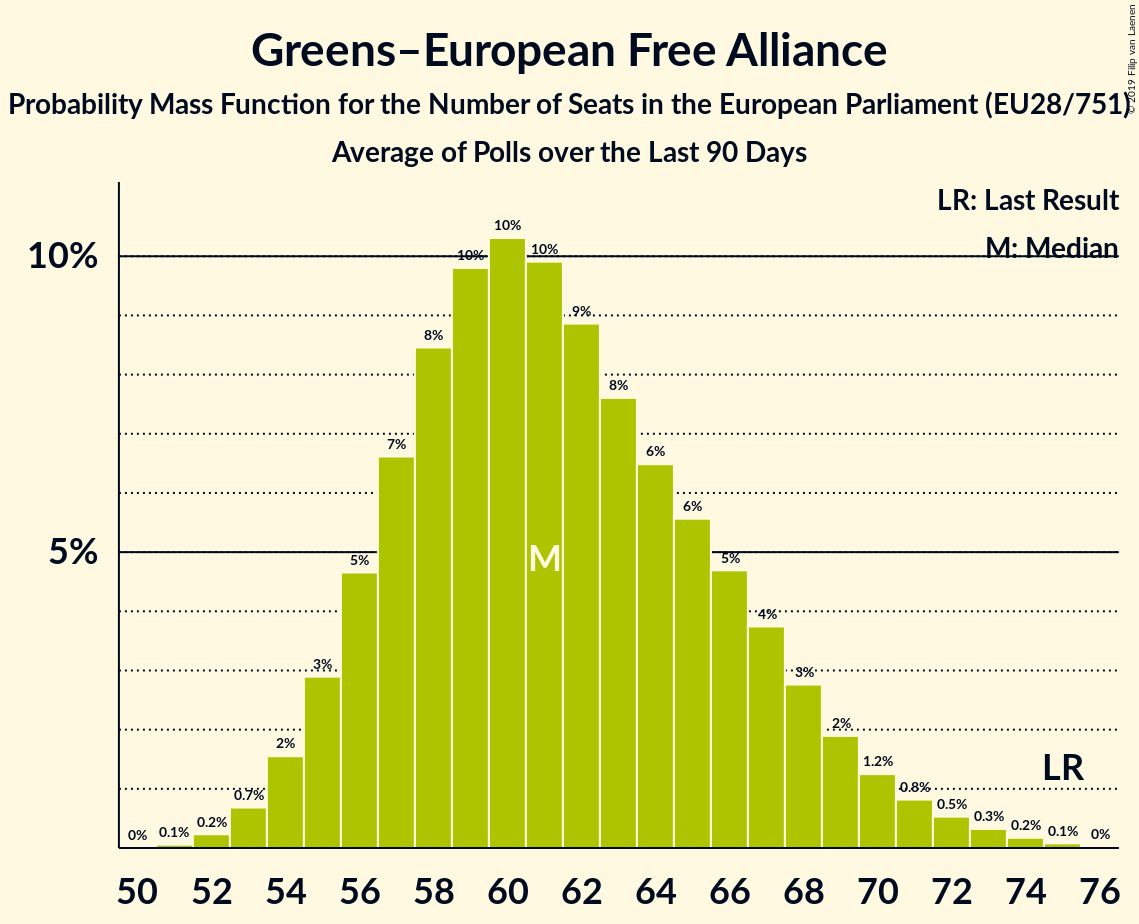 Greens–European Free Alliance
Probability Mass Function for the Number of Seats in the European Parliament (EU28/751)
Average of Polls over the Last 90 Days
© 2019 Filip van Laenen
LR: Last Result
M: Median
10%
5%
0% 0.1% 0.2% 0.7% 2% 3% 5% 7% 8% 10% 10% 10% 9% 8% 6% 6% 5% 4% 3% 2% 1.2% 0.8% 0.5% 0.3% 0.2% 0.1% 0%
M
LR
50 52 54 56 58 60 62 64 66 68 70 72 74 76